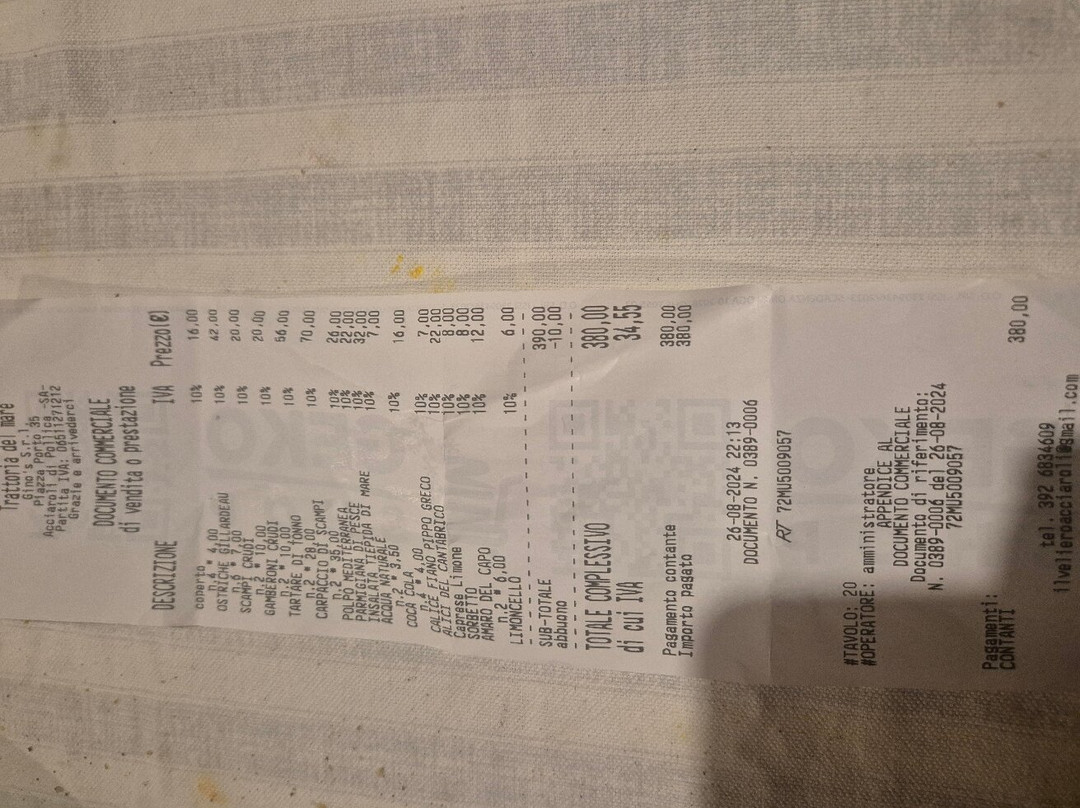 Trattoria del mare
Gino's S.r.l.
Piazza Porto 35
Acciaroli di Pollica -SA-
Partita IVA: 06511271212
Grazie e arrivederci
DOCUMENTO COMMERCIALE
di vendita o prestazione
DESCRIZIONE IVA Prezzo(€)
coperto 10% 16,00
n.4 * 4,00
OSTRICHE GILLARDEAU 10% 42,00
n.6 * 7,00
SCAMPI CRUDI 10% 20,00
n.2 * 10,00
GAMBERONI CRUDI 10% 20,00
n.2 * 10,00
TARTARE DI TONNO 10% 56,00
n.2 * 28,00
CARPACCIO DI SCAMPI 10% 70,00
n.2 * 35,00
POLPO MEDITERRANEA 10% 26,00
PARMIGIANA DI PESCE 10% 22,00
INSALATA TIEPIDA DI MARE 10% 32,00
ACQUA NATURALE 10% 7,00
n.2 * 3,50
COCA COLA 10% 16,00
n.4 * 4,00
CALICE FIANO PIPPO GRECO 10% 7,00
ALICI DEL CANTABRICO 10% 22,00
Caprese Limone 10% 8,00
SORBETTO 10% 8,00
AMARO DEL CAPO 10% 12,00
n.2 * 6,00
LIMONCELLO 10% 6,00
SUB-TOTALE 390,00
abbuono -10,00
TOTALE COMPLESSIVO 380,00
di cui IVA 34,55
Pagamento contante 380,00
Importo pagato 380,00
26-08-2024 22:13
DOCUMENTO N. 0389-0006
RT 72MU5009057
#TAVOLO: 20
#OPERATORE: amministratore
APPENDICE AL
DOCUMENTO COMMERCIALE
Documento di riferimento:
N. 0389-0006 del 26-08-2024
72MU5009057
Pagamenti:
CONTANTI 380,00
tel. 392 6834609
ilvelieroacciaroli@gmail.com